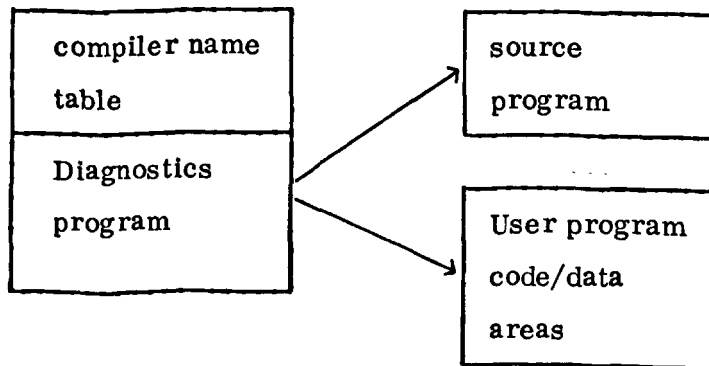 compiler name
table
Diagnostics
program
source
program
User program
code/data
areas